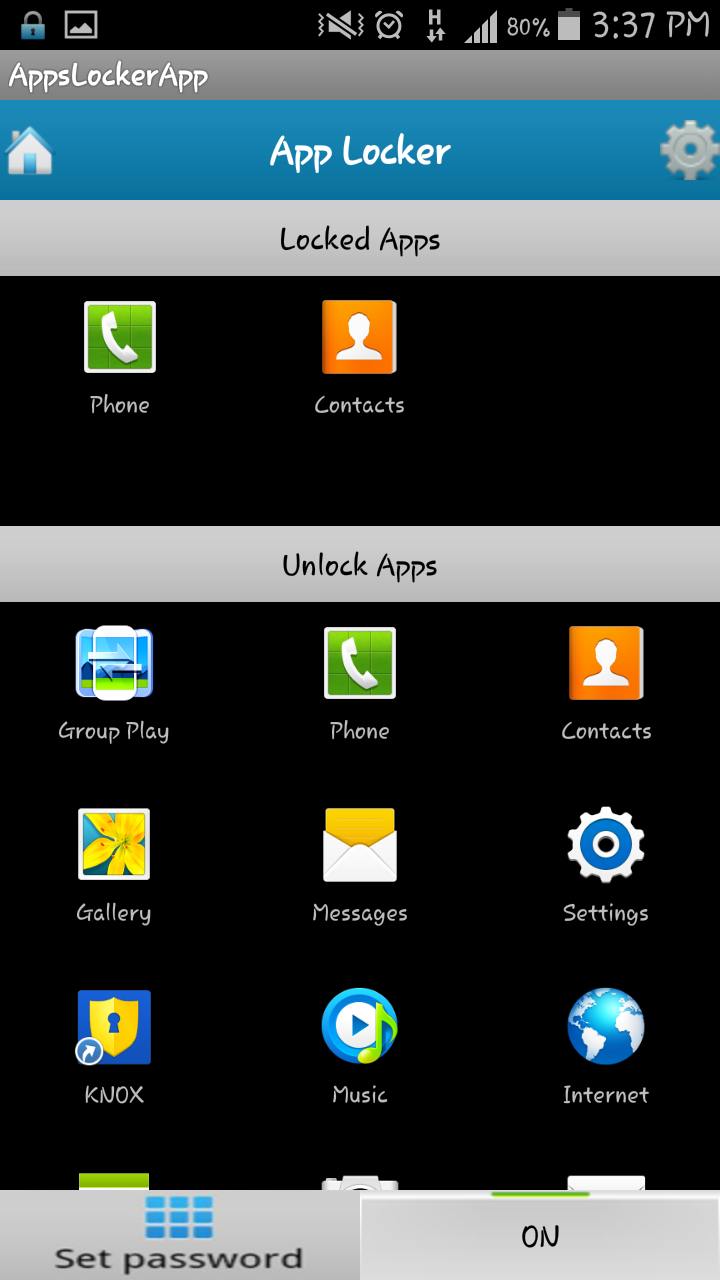 H 80% 3:37 PM
AppsLockerApp
App Locker
Locked Apps
Phone Contacts
Unlock Apps
Group Play Phone Contacts
Gallery Messages Settings
KNOX Music Internet
Set password ON